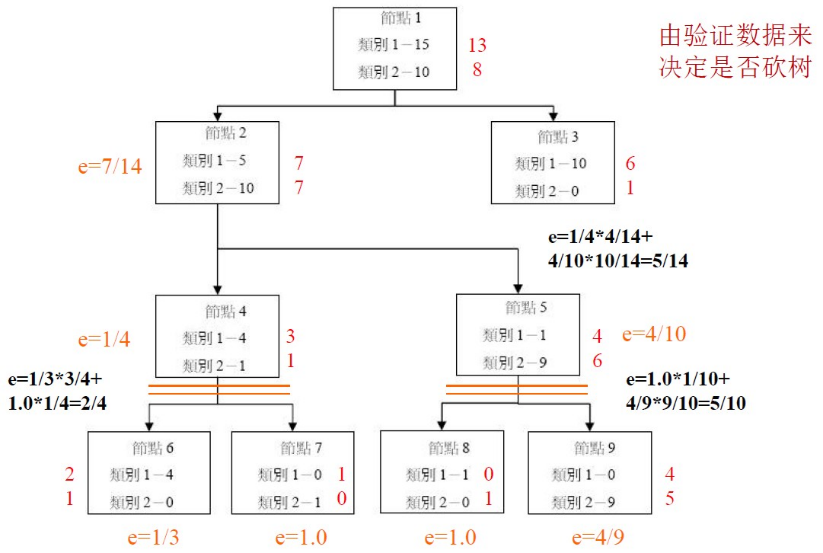 節點 1
類別 1－15
類別 2－10
13
8
由验证数据来
决定是否砍树
e=7/14
節點 2
類別 1－5
類別 2－10
7
7
節點 3
類別 1－10
類別 2－0
6
1
e=1/4*4/14+
4/10*10/14=5/14
e=1/4
節點 4
類別 1－4
類別 2－1
3
1
節點 5
類別 1－1
類別 2－9
4
6
e=4/10
e=1/3*3/4+
1.0*1/4=2/4
e=1.0*1/10+
4/9*9/10=5/10
2
1
節點 6
類別 1－4
類別 2－0
節點 7
類別 1－0
類別 2－1
1
0
節點 8
類別 1－1
類別 2－0
0
1
節點 9
類別 1－0
類別 2－9
4
5
e=1/3
e=1.0
e=1.0
e=4/9